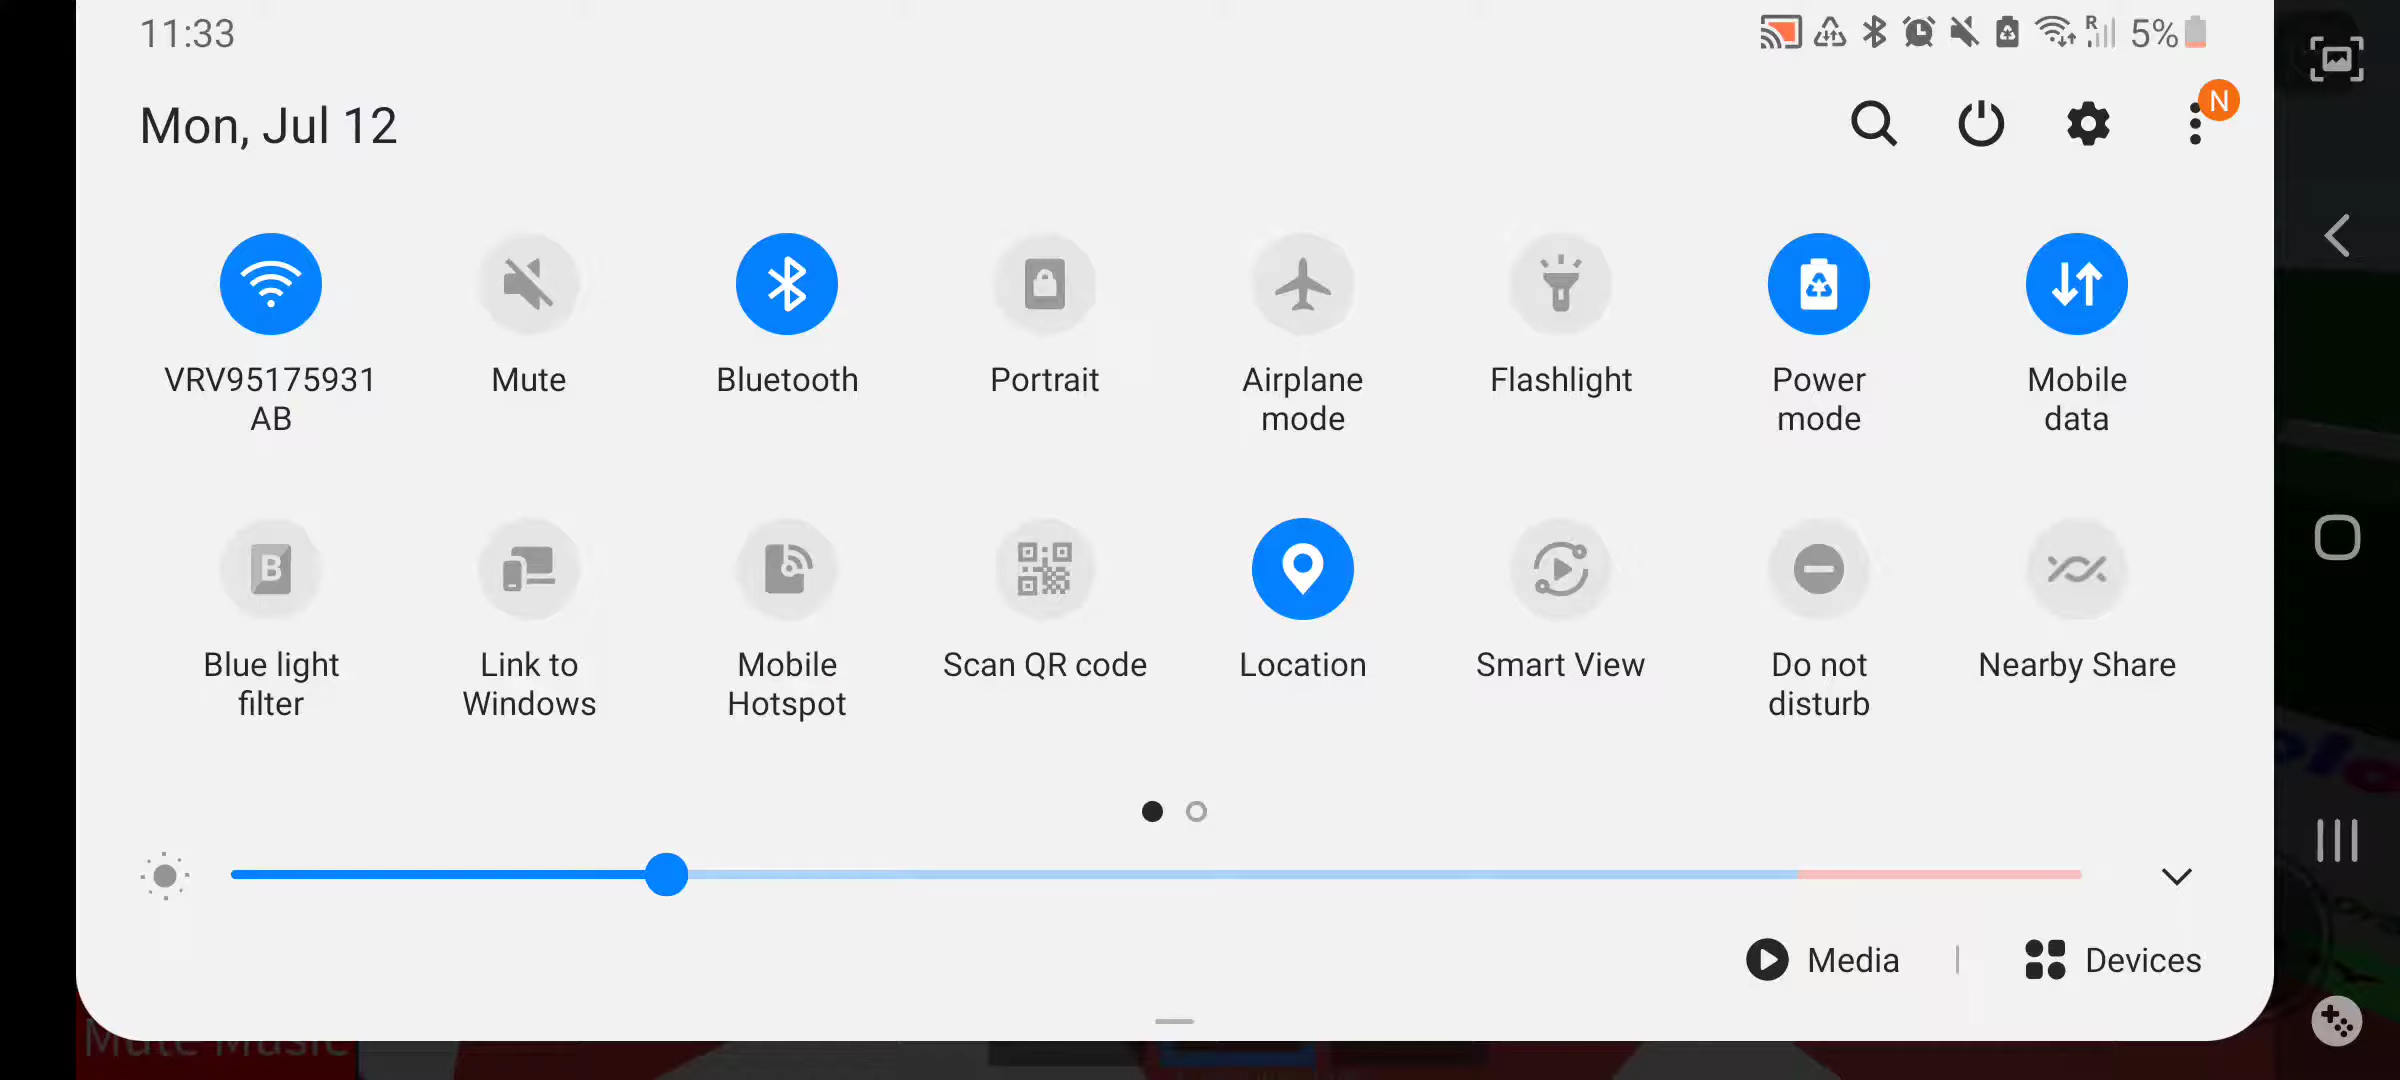 11:33
R
5%
Mon, Jul 12
N
VRV95175931
AB
Mute
Bluetooth
Portrait
Airplane
mode
Flashlight
Power
mode
Mobile
data
B
Blue light
filter
Link to
Windows
Mobile
Hotspot
Scan QR code
Location
Smart View
Do not
disturb
Nearby Share
Media
Devices
Mute Music